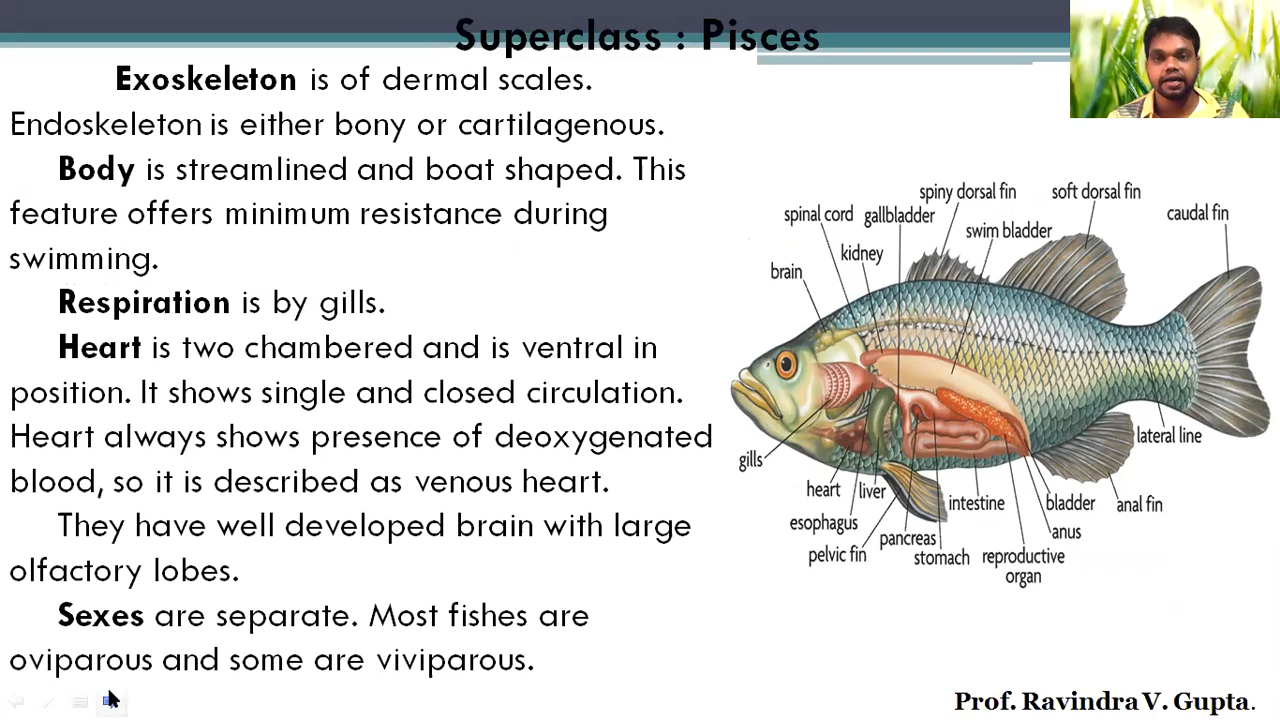 Superclass : Pisces
Exoskeleton is of dermal scales.
Endoskeleton is either bony or cartilagenous.
Body is streamlined and boat shaped. This
feature offers minimum resistance during
swimming.
Respiration is by gills.
Heart is two chambered and is ventral in
position. It shows single and closed circulation.
Heart always shows presence of deoxygenated
blood, so it is described as venous heart.
They have well developed brain with large
olfactory lobes.
Sexes are separate. Most fishes are
oviparous and some are viviparous.
spiny dorsal fin
soft dorsal fin
caudal fin
spinal cord
gallbladder
swim bladder
kidney
brain
lateral line
gills
heart
liver
intestine
bladder
anal fin
esophagus
pancreas
anus
pelvic fin
stomach
reproductive
organ
Prof. Ravindra V. Gupta.